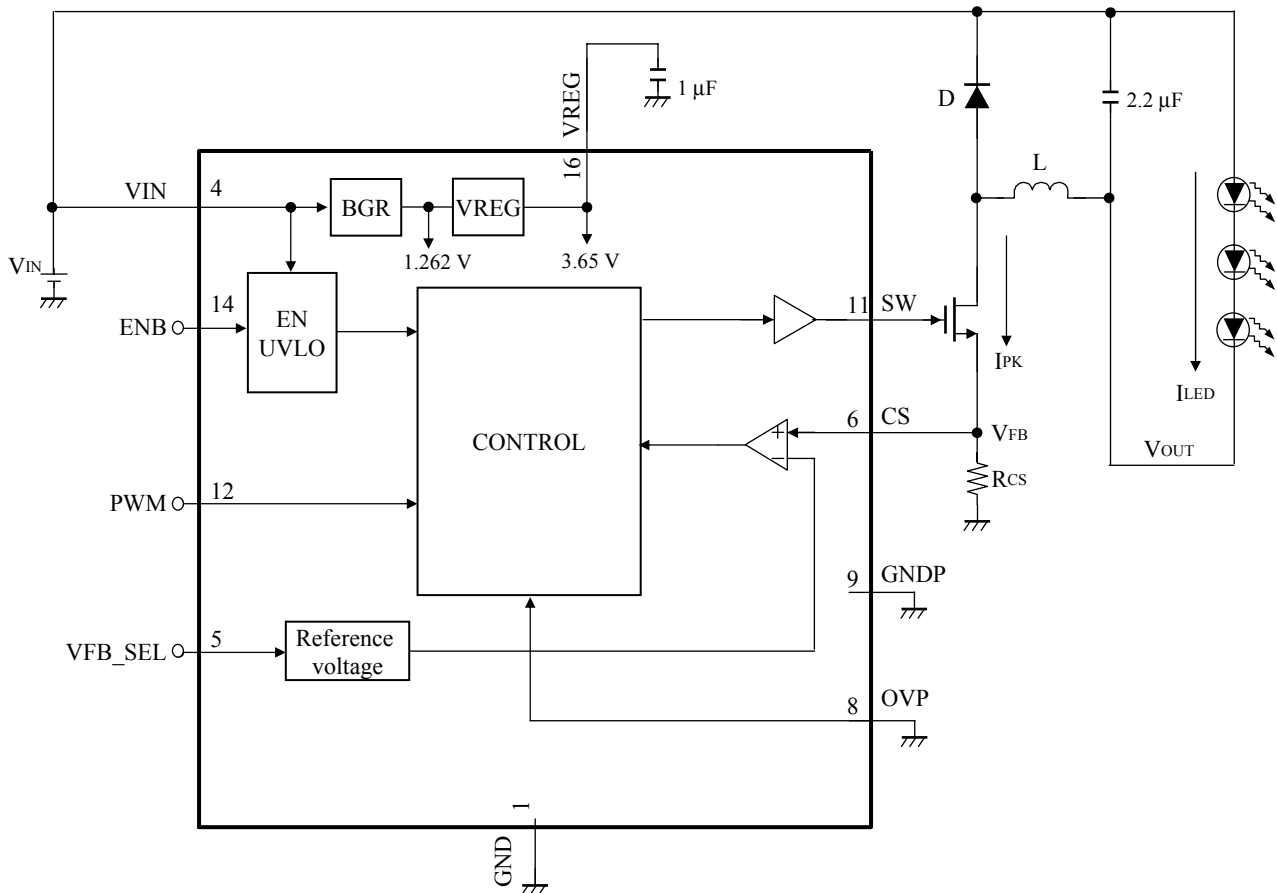 VREG
1 µF
D
2.2 µF
16
L
VIN
4
BGR
VREG
1.262 V
3.65 V
VIN
ENB
14
EN
UVLO
11
SW
IPK
ILED
CONTROL
6
CS
VFB
VOUT
RCS
PWM
12
9
GNDP
VFB_SEL
5
Reference
voltage
8
OVP
1
GND
+
−